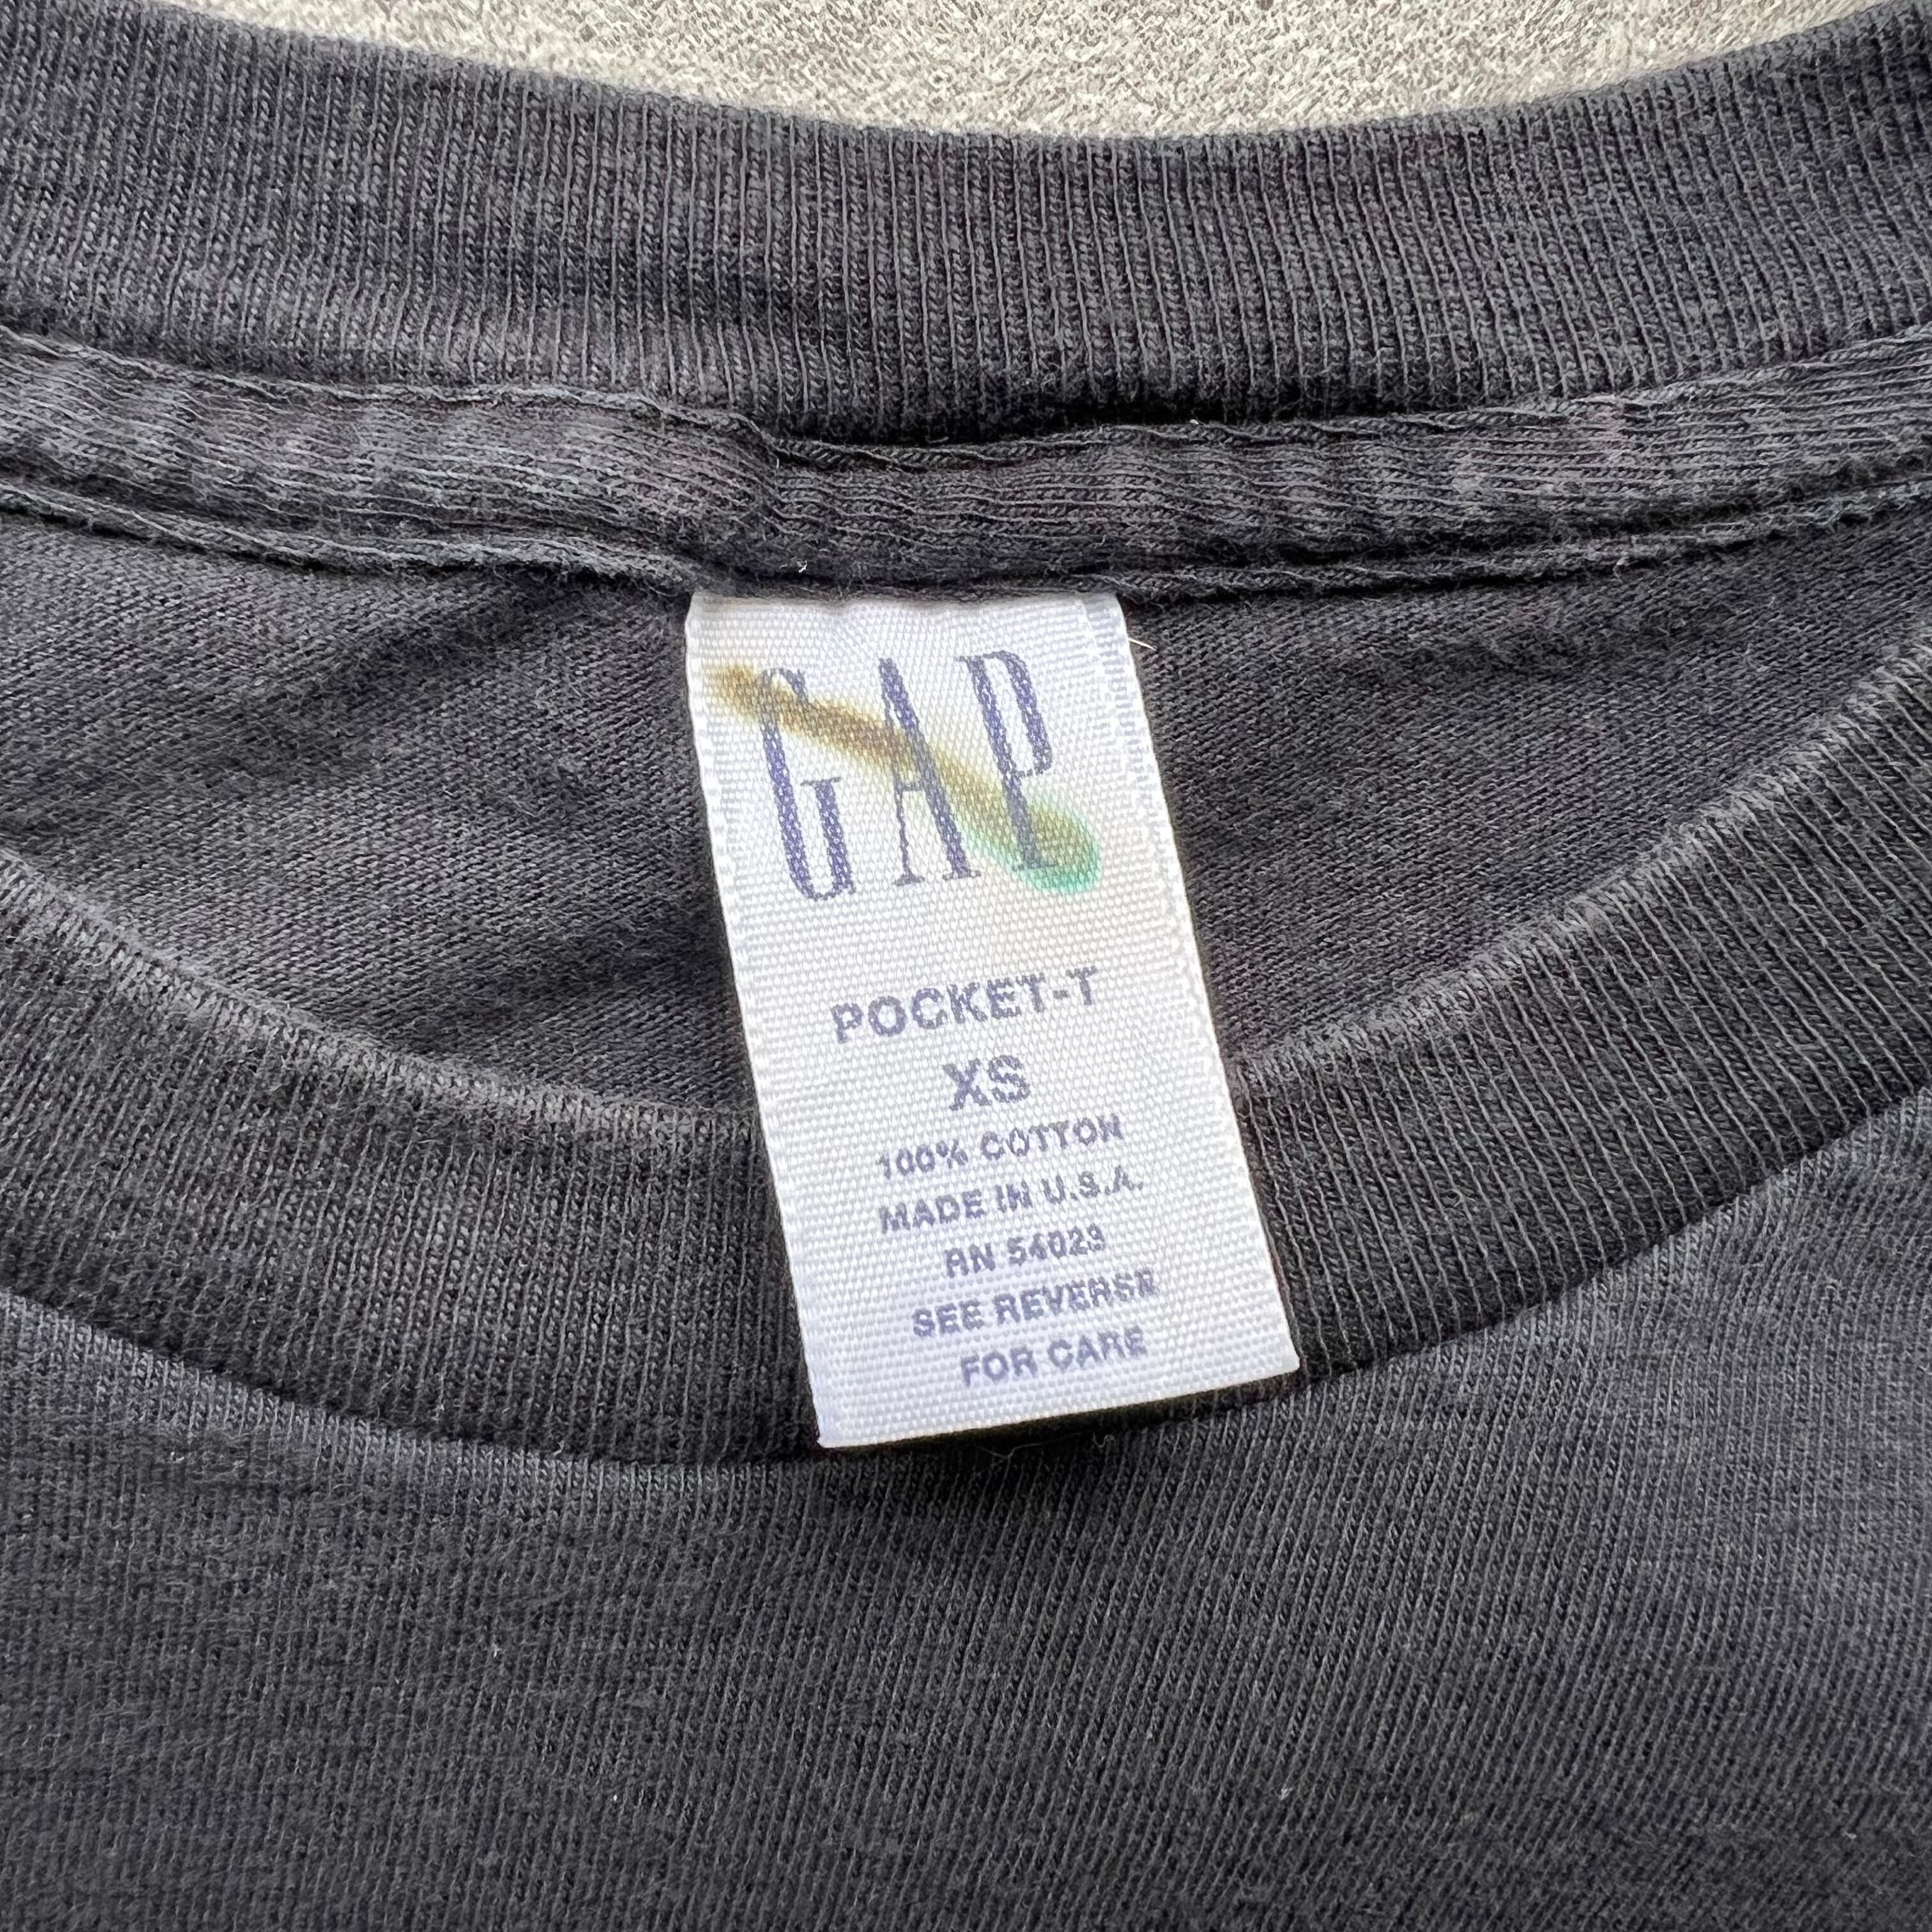 GAP
POCKET-T
XS
100% COTTON
MADE IN U.S.A.
RN 54023
SEE REVERSE
FOR CARE